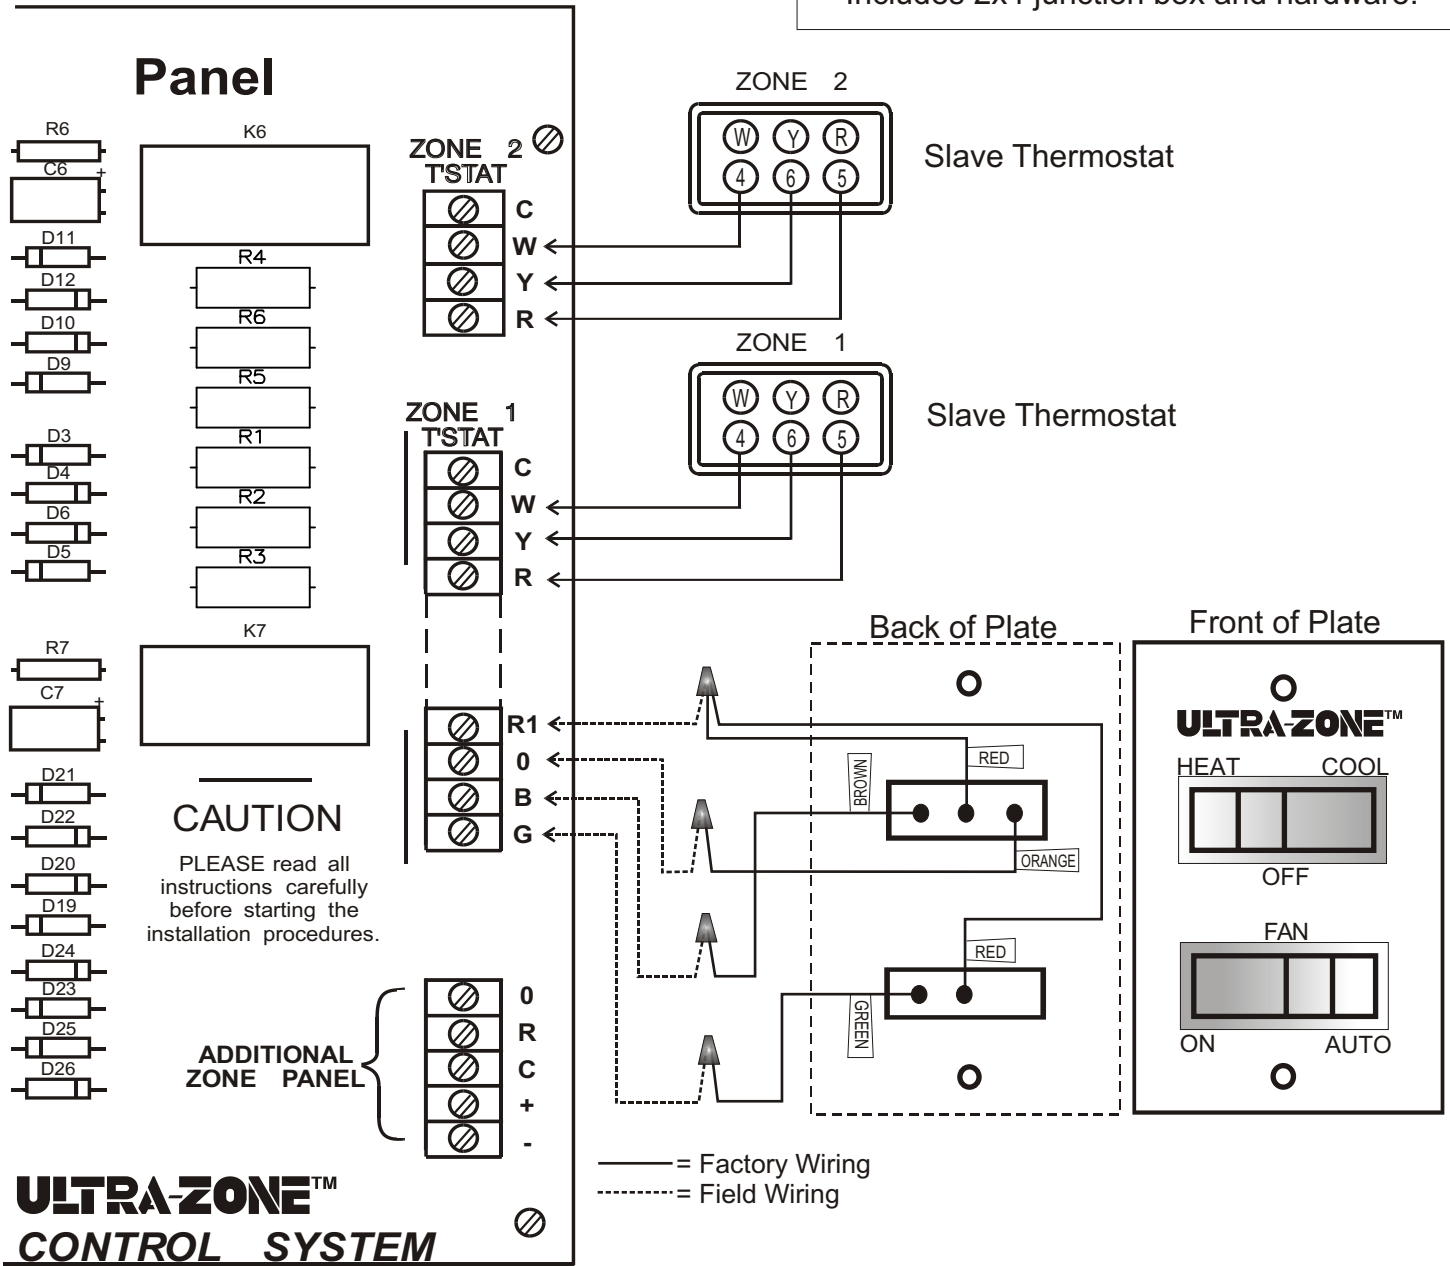 Includes 2x4 junction box and hardware.
Panel
R6
C6
+
D11
D12
D10
D9
D3
D4
D6
D5
R7
C7
+
D21
D22
D20
D19
D24
D23
D25
D26
K6
R4
R6
R5
R1
R2
R3
K7
CAUTION
PLEASE read all
instructions carefully
before starting the
installation procedures.
ADDITIONAL
ZONE PANEL
ULTRA-ZONE™
CONTROL SYSTEM
ZONE 2
T'STAT
C
W
Y
R
ZONE 1
T'STAT
C
W
Y
R
R1
0
B
G
0
R
C
+
-
ZONE 2
W Y R
4 6 5
Slave Thermostat
ZONE 1
W Y R
4 6 5
Slave Thermostat
Back of Plate
RED
BROWN
ORANGE
RED
GREEN
Front of Plate
ULTRA-ZONE™
HEAT COOL
OFF
FAN
ON AUTO
= Factory Wiring
= Field Wiring